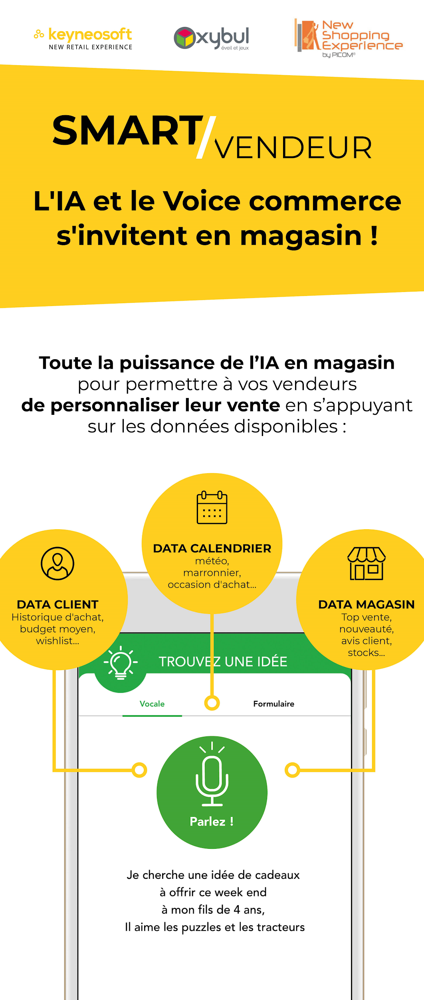 keyneosoft
NEW RETAIL EXPERIENCE
Oxybul
éveil et jeux
New
Shopping
Experience
by PICOM®
SMART/VENDEUR
L'IA et le Voice commerce
s'invitent en magasin !
Toute la puissance de l’IA en magasin
pour permettre à vos vendeurs
de personnaliser leur vente en s’appuyant
sur les données disponibles :
DATA CALENDRIER
météo,
marronnier,
occasion d'achat...
DATA CLIENT
Historique d'achat,
budget moyen,
wishlist...
DATA MAGASIN
Top vente,
nouveauté,
avis client,
stocks...
TROUVEZ UNE IDÉE
Vocale
Formulaire
Parlez !
Je cherche une idée de cadeaux
à offrir ce week end
à mon fils de 4 ans,
Il aime les puzzles et les tracteurs